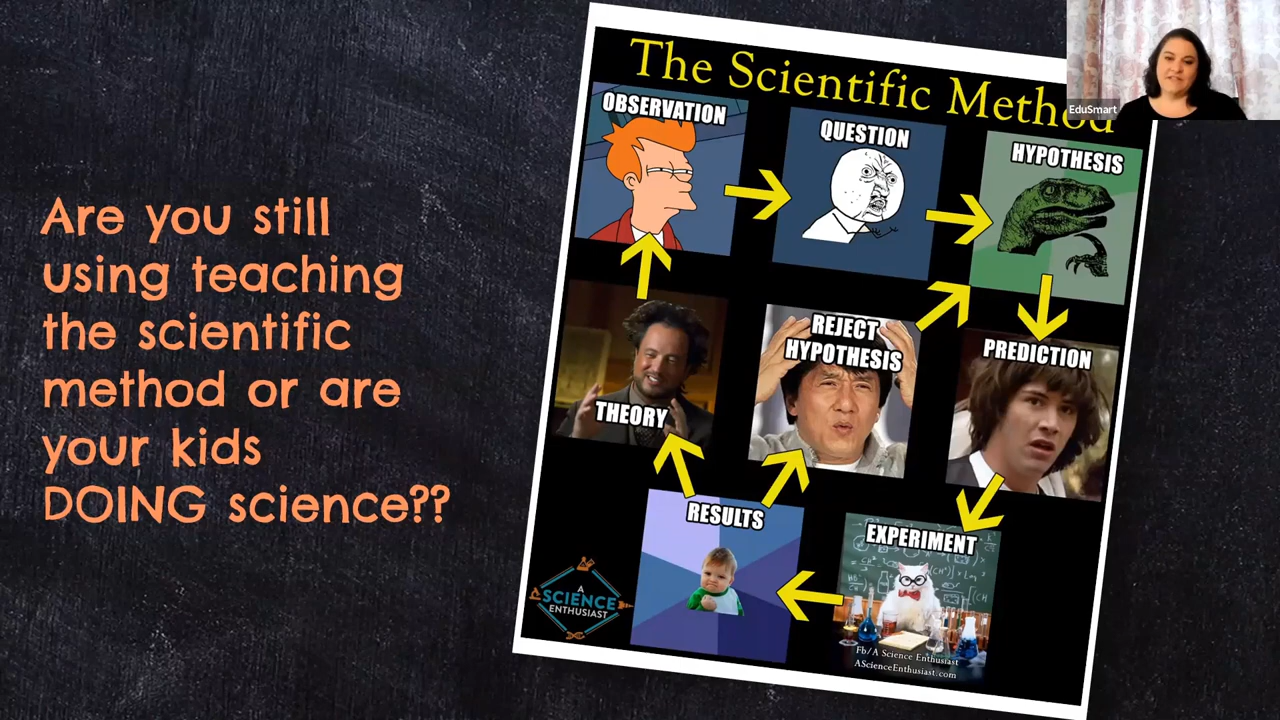 Are you still
using teaching
the scientific
method or are
your kids
DOING science??
The Scientific Method
EduSmart
OBSERVATION
QUESTION
HYPOTHESIS
THEORY
REJECT
HYPOTHESIS
PREDICTION
RESULTS
EXPERIMENT
A
SCIENCE
ENTHUSIAST
Fb/A Science Enthusiast
AScienceEnthusiast.com